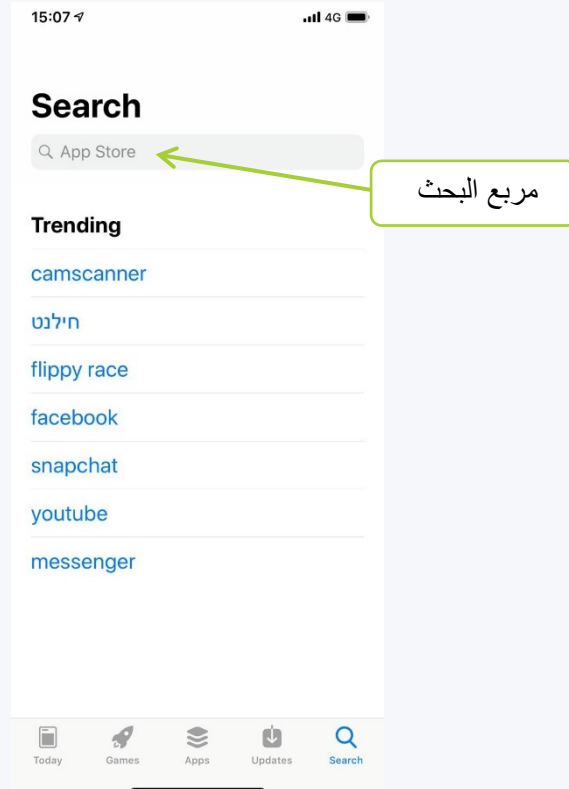 15:07
4G
Search
App Store
مربع البحث
Trending
camscanner
חילנט
flippy race
facebook
snapchat
youtube
messenger
Today Games Apps Updates Search